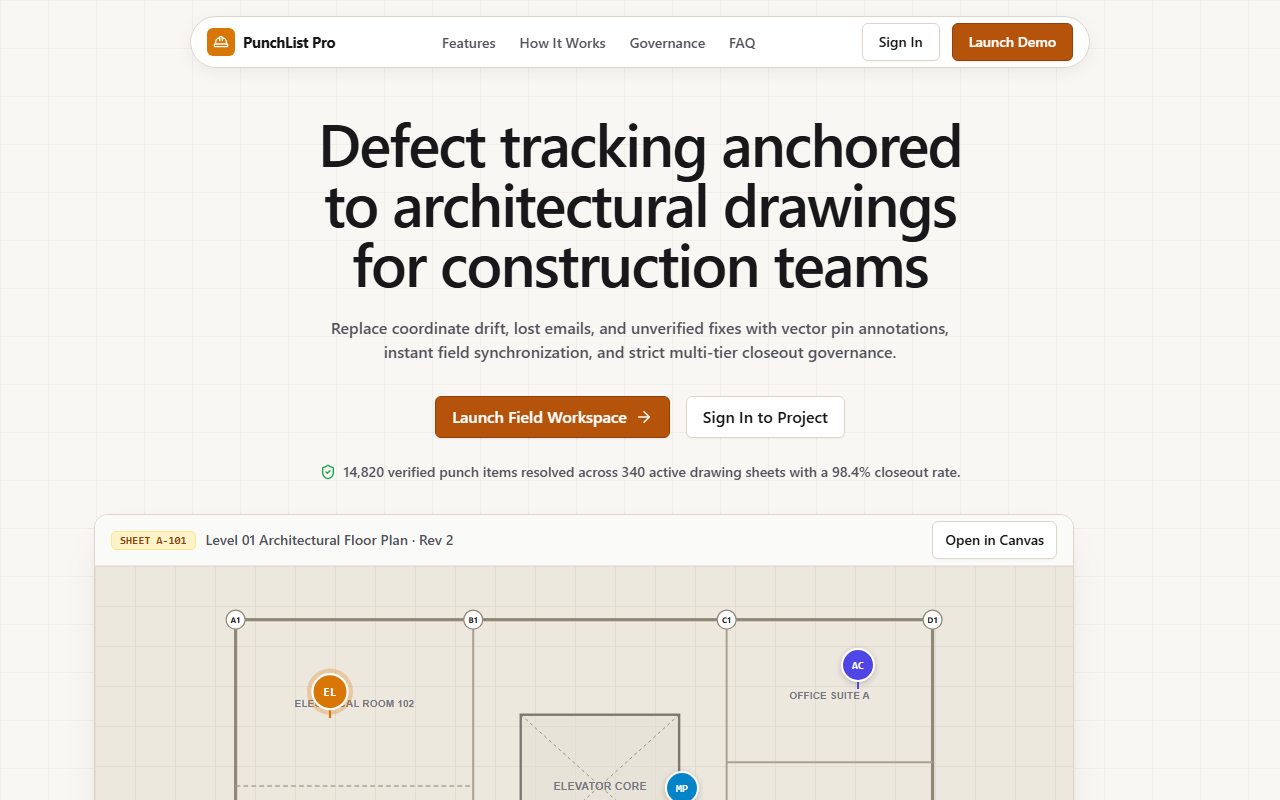 PunchList Pro
Features
How It Works
Governance
FAQ
Sign In
Launch Demo
Defect tracking anchored
to architectural drawings
for construction teams
Replace coordinate drift, lost emails, and unverified fixes with vector pin annotations,
instant field synchronization, and strict multi-tier closeout governance.
Launch Field Workspace
Sign In to Project
14,820 verified punch items resolved across 340 active drawing sheets with a 98.4% closeout rate.
SHEET A-101
Level 01 Architectural Floor Plan · Rev 2
Open in Canvas
A1
B1
C1
D1
EL
AC
ROOM 102
OFFICE SUITE A
ELEVATOR CORE
MP